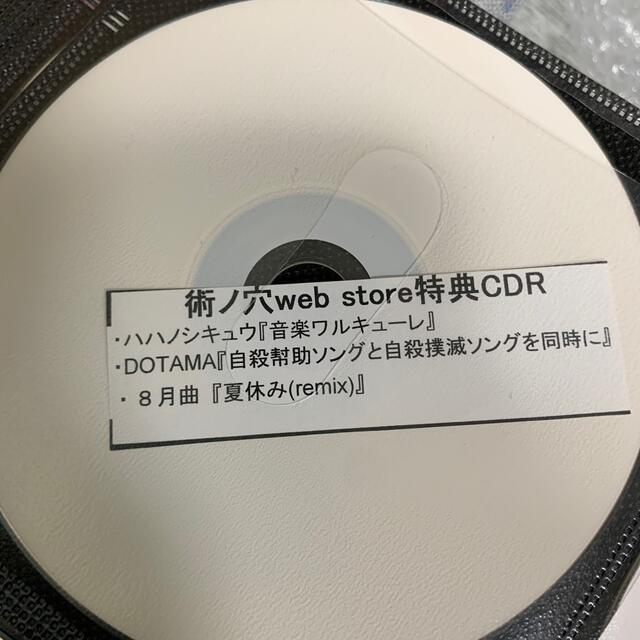 術ノ穴web store特典CDR
・ハハノシキュウ『音楽ワルキューレ』
・DOTAMA『自殺幇助ソングと自殺撲滅ソングを同時に』
・８月曲『夏休み(remix)』